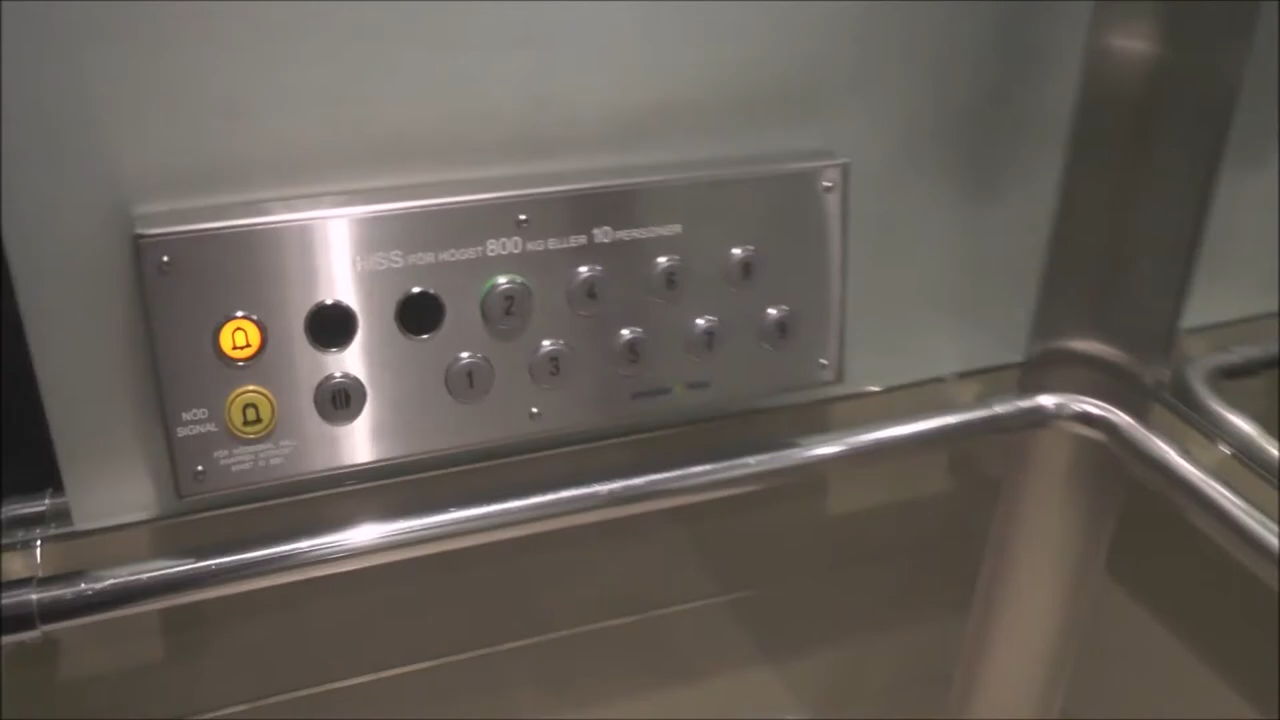 HISS FÖR HÖGST 800 KG ELLER 10 PERSONER
2 4 6 8
1 3 5 7 9
NÖD
SIGNAL